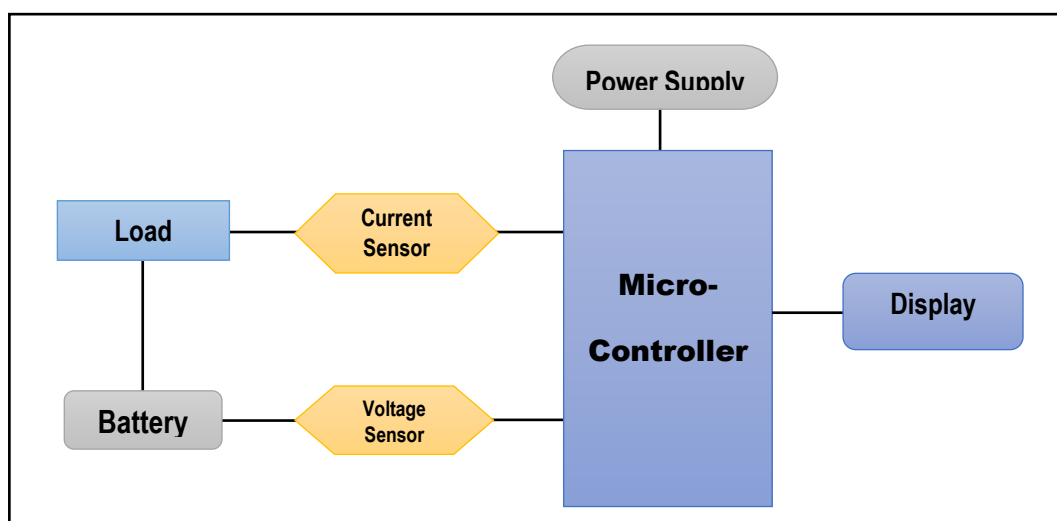 Power Supply
Load
Current
Sensor
Micro-
Controller
Display
Battery
Voltage
Sensor